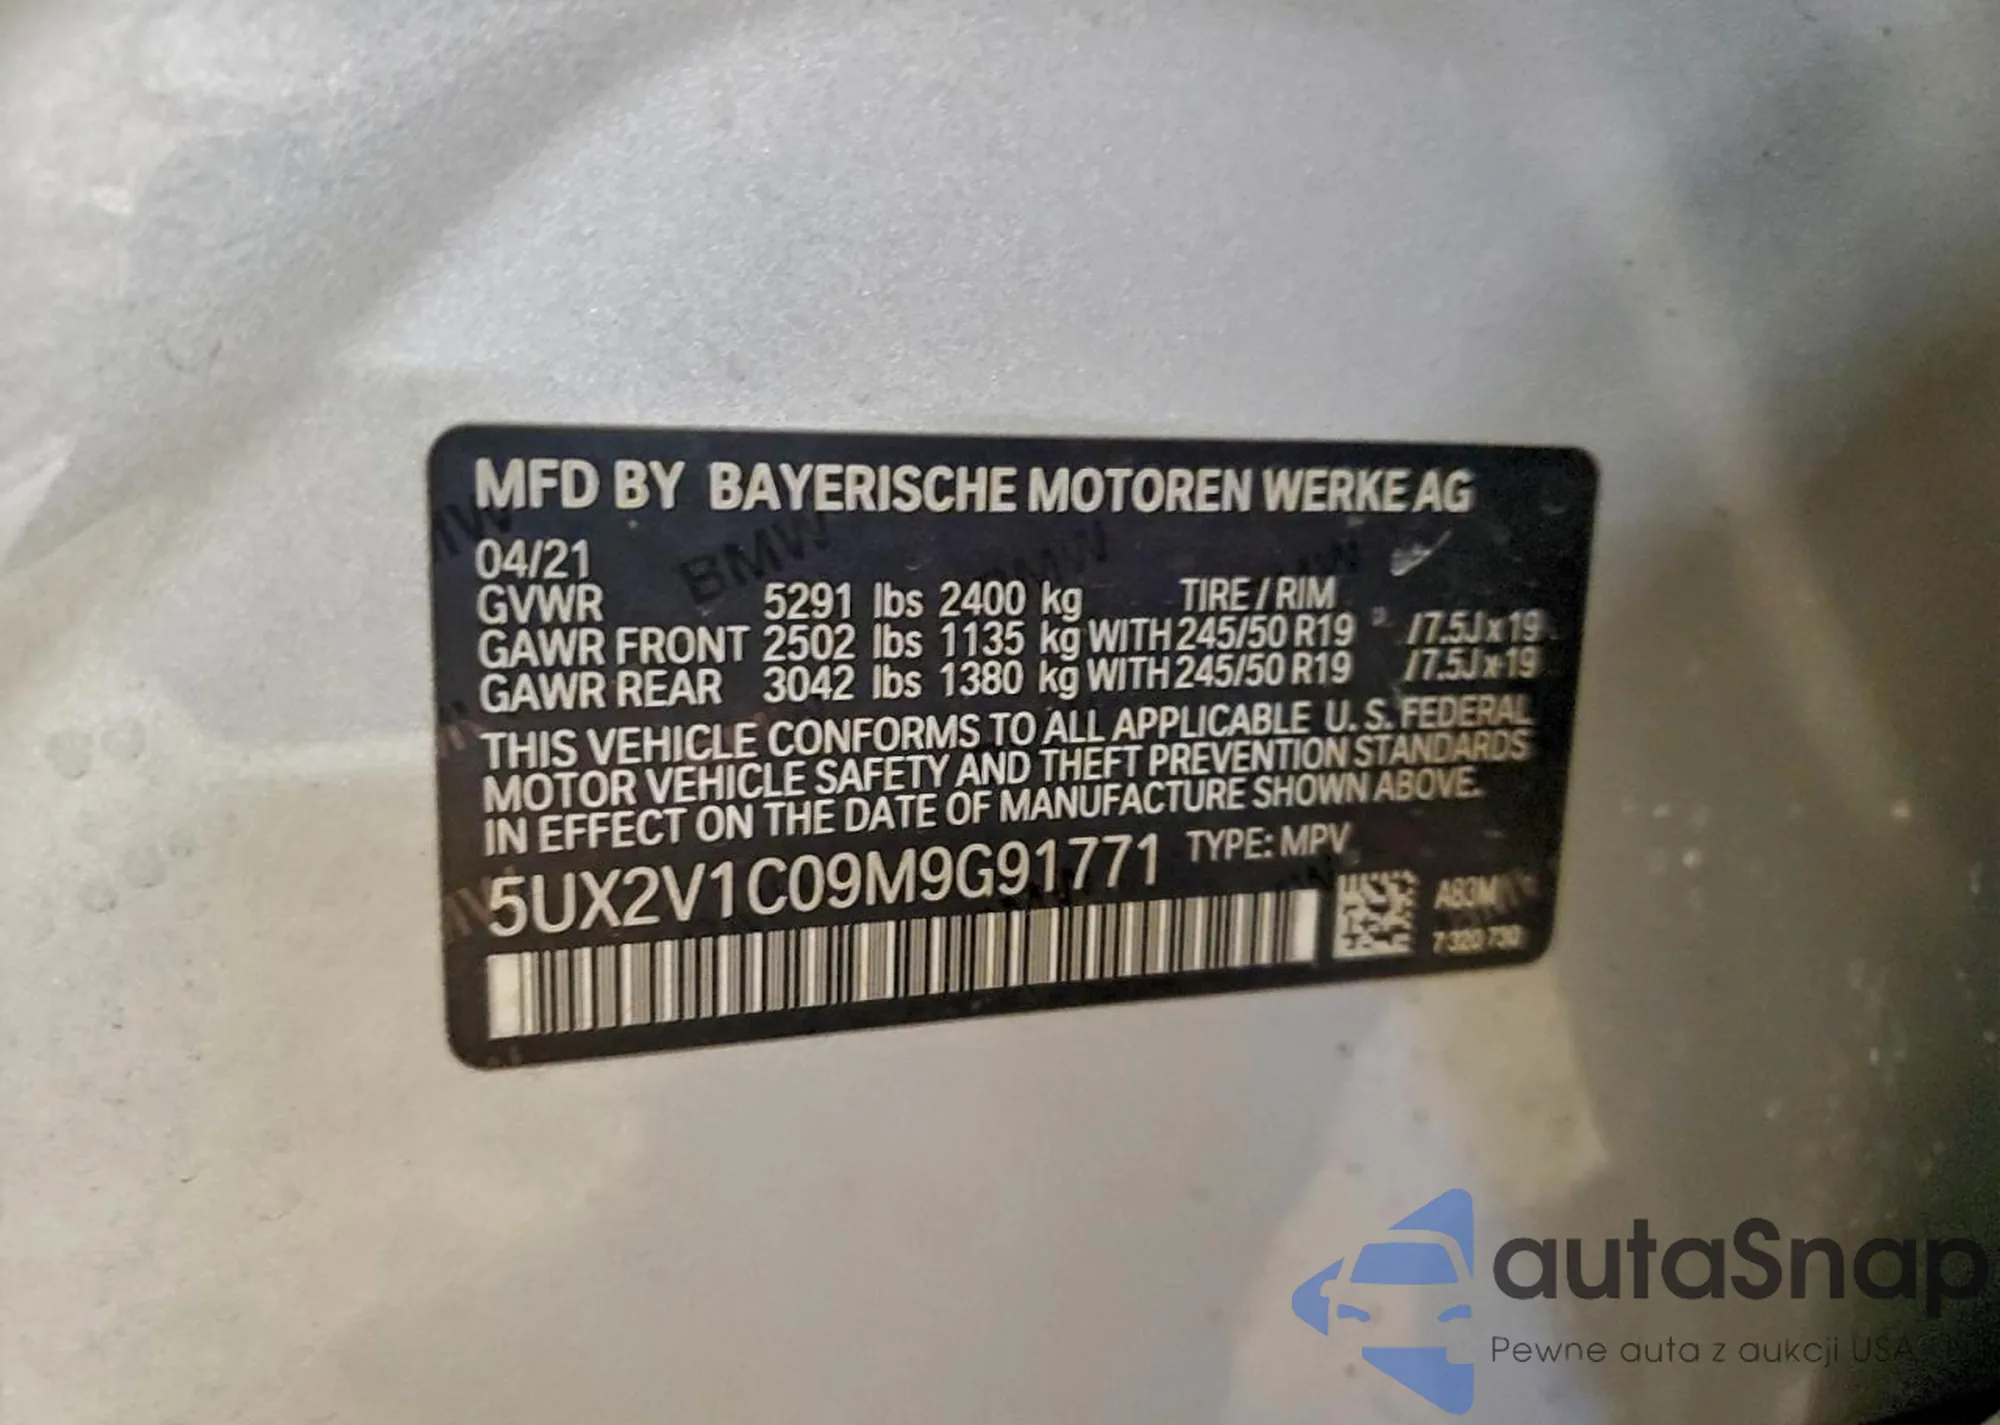 MFD BY BAYERISCHE MOTOREN WERKE AG
04/21
GVWR 5291 lbs 2400 kg TIRE / RIM
GAWR FRONT 2502 lbs 1135 kg WITH 245/50 R19 /7.5J x 19
GAWR REAR 3042 lbs 1380 kg WITH 245/50 R19 /7.5J x 19
THIS VEHICLE CONFORMS TO ALL APPLICABLE U.S. FEDERAL
MOTOR VEHICLE SAFETY AND THEFT PREVENTION STANDARDS
IN EFFECT ON THE DATE OF MANUFACTURE SHOWN ABOVE.
5UX2V1C09M9G91771 TYPE: MPV
A83M
7 320 730
autaSnap
Pewne auta z aukcji USA